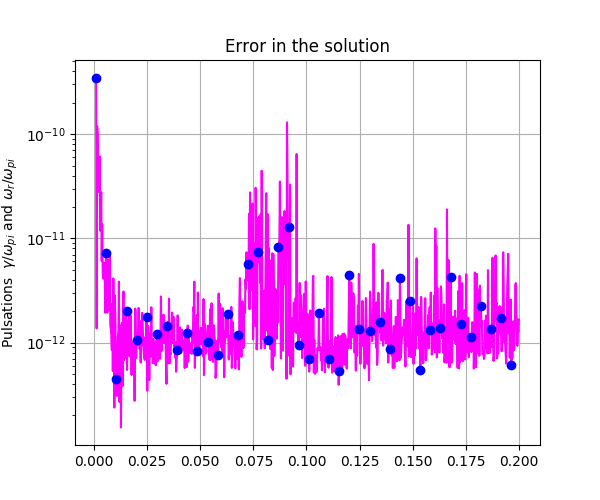 Error in the solution
Pulsations γ/ω_pi and ω_r/ω_pi
10⁻¹⁰
10⁻¹¹
10⁻¹²
0.000 0.025 0.050 0.075 0.100 0.125 0.150 0.175 0.200